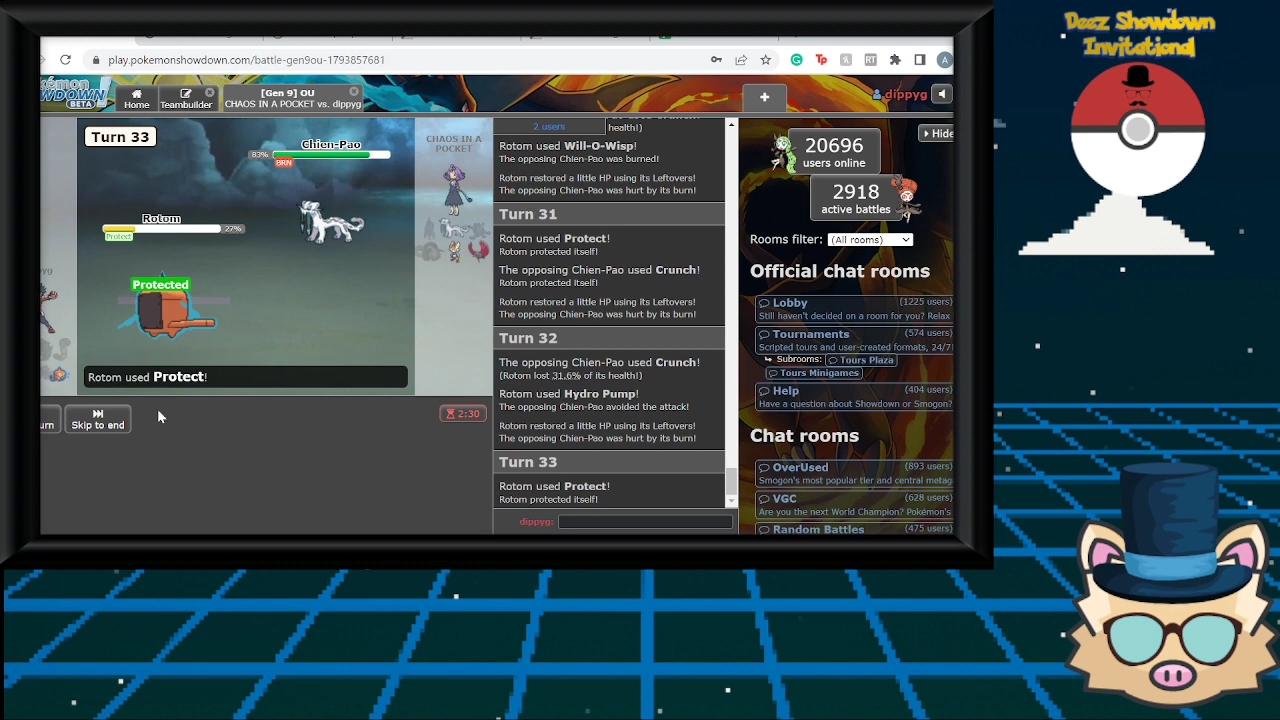 Deez Showdown
Invitational
play.pokemonshowdown.com/battle-gen9ou-1793857681
A
Home
Teambuilder
[Gen 9] OU
CHAOS IN A POCKET vs. dippyg
+
dippyg
BETA
Turn 33
Chien-Pao
83%
BRN
Rotom
27%
Protect
Protected
Rotom used Protect!
CHAOS IN A
POCKET
Skip to end
2:30
2 users
health!)
Rotom used Will-O-Wisp!
The opposing Chien-Pao was burned!
Rotom restored a little HP using its Leftovers!
The opposing Chien-Pao was hurt by its burn!
Turn 31
Rotom used Protect!
Rotom protected itself!
The opposing Chien-Pao used Crunch!
Rotom protected itself!
Rotom restored a little HP using its Leftovers!
The opposing Chien-Pao was hurt by its burn!
Turn 32
The opposing Chien-Pao used Crunch!
(Rotom lost 31.6% of its health!)
Rotom used Hydro Pump!
The opposing Chien-Pao avoided the attack!
Rotom restored a little HP using its Leftovers!
The opposing Chien-Pao was hurt by its burn!
Turn 33
Rotom used Protect!
Rotom protected itself!
dippyg:
20696
users online
2918
active battles
Hide
Rooms filter: (All rooms)
Official chat rooms
Lobby (1225 users)
Still haven't decided on a room for you? Relax
Tournaments (574 users)
Scripted tours and user-created formats, 24/7!
Subrooms: Tours Plaza
Tours Minigames
Help (404 users)
Have a question about Showdown or Smogon?
Chat rooms
OverUsed (893 users)
Smogon's most popular tier and central metag
VGC (628 users)
Are you the next World Champion? Pokémon's
Random Battles (475 users)